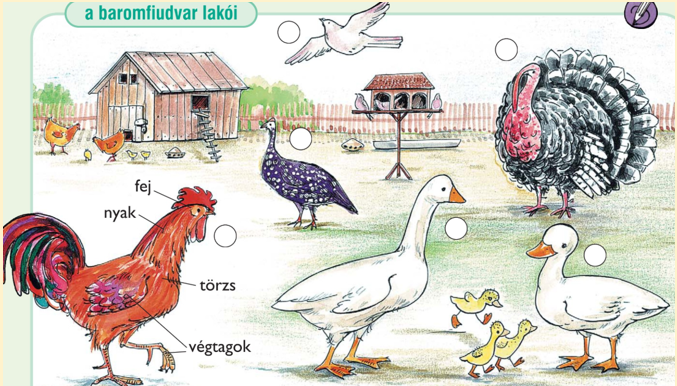 a baromfiudvar lakói
fej
nyak
törzs
végtagok